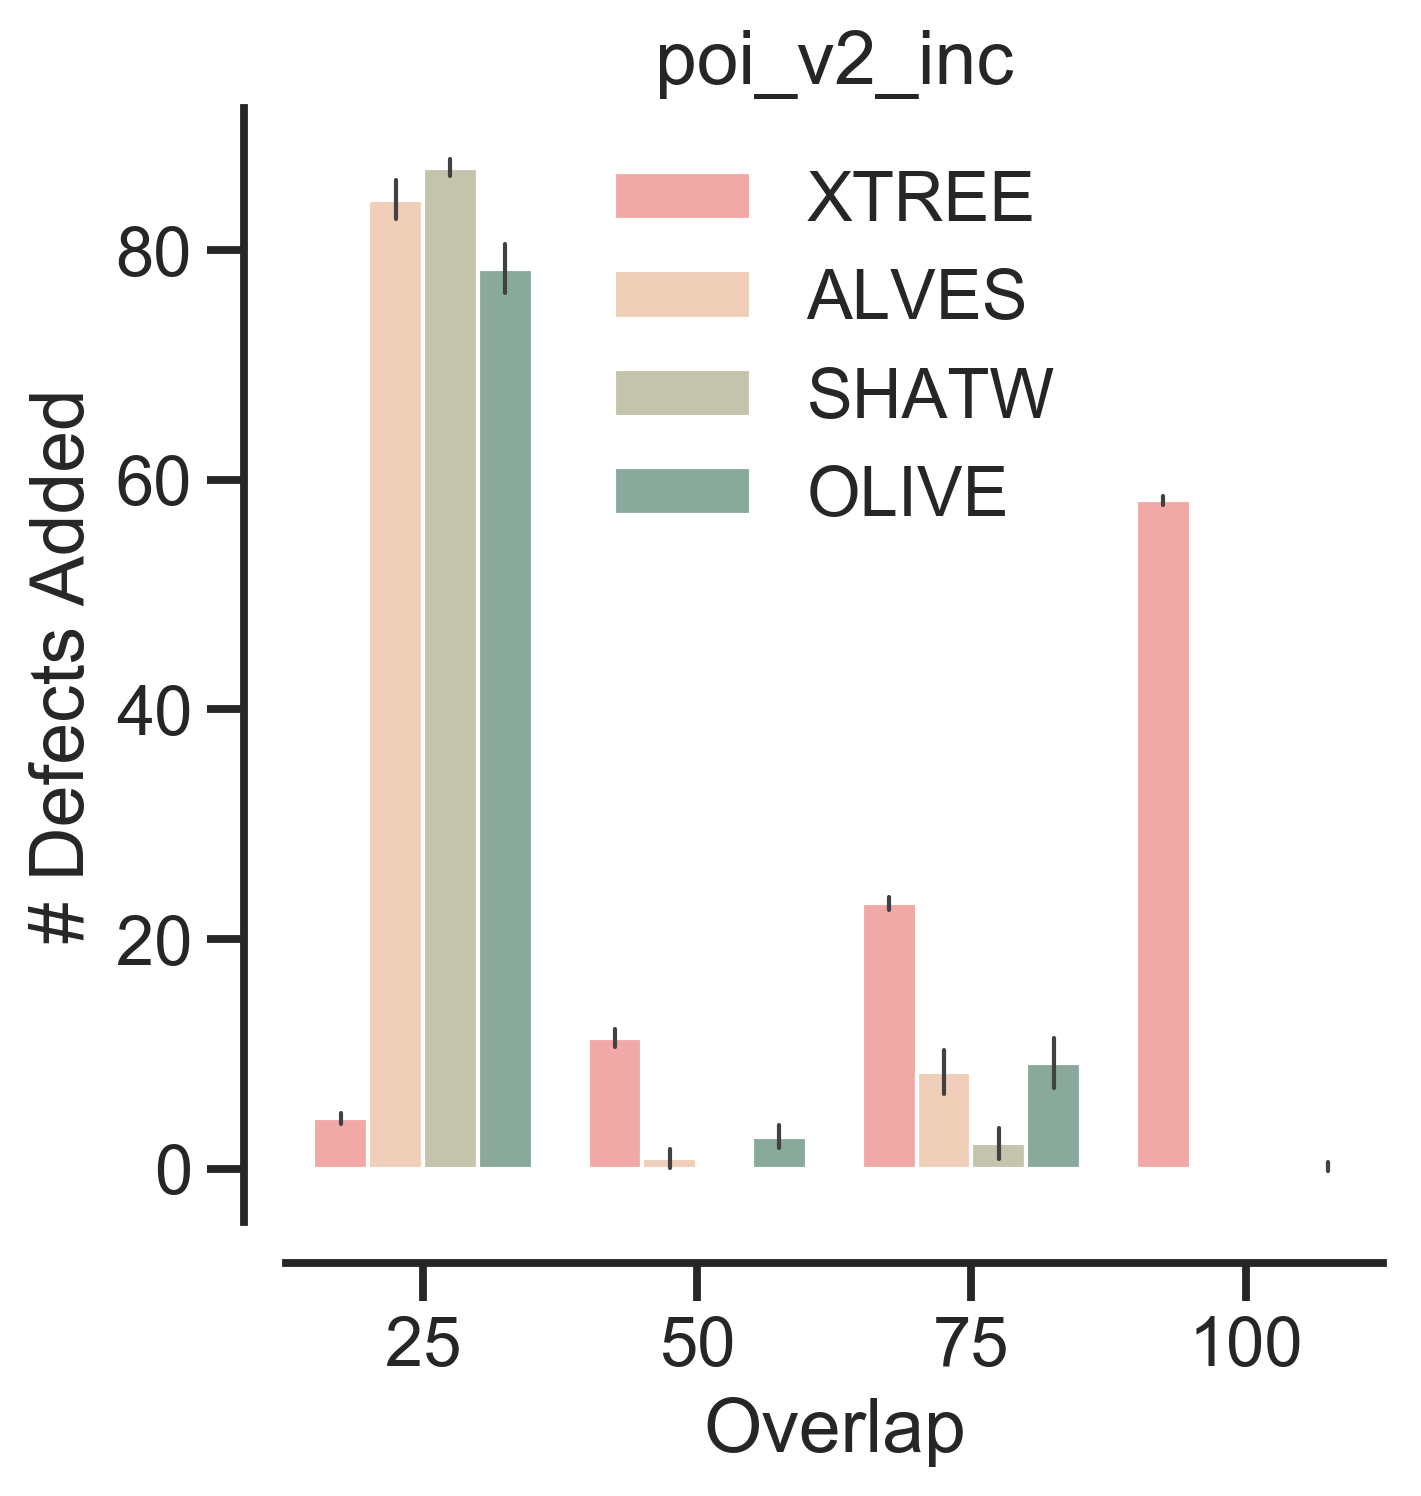 poi_v2_inc
XTREE
ALVES
SHATW
OLIVE
# Defects Added
80
60
40
20
0
25 50 75 100
Overlap